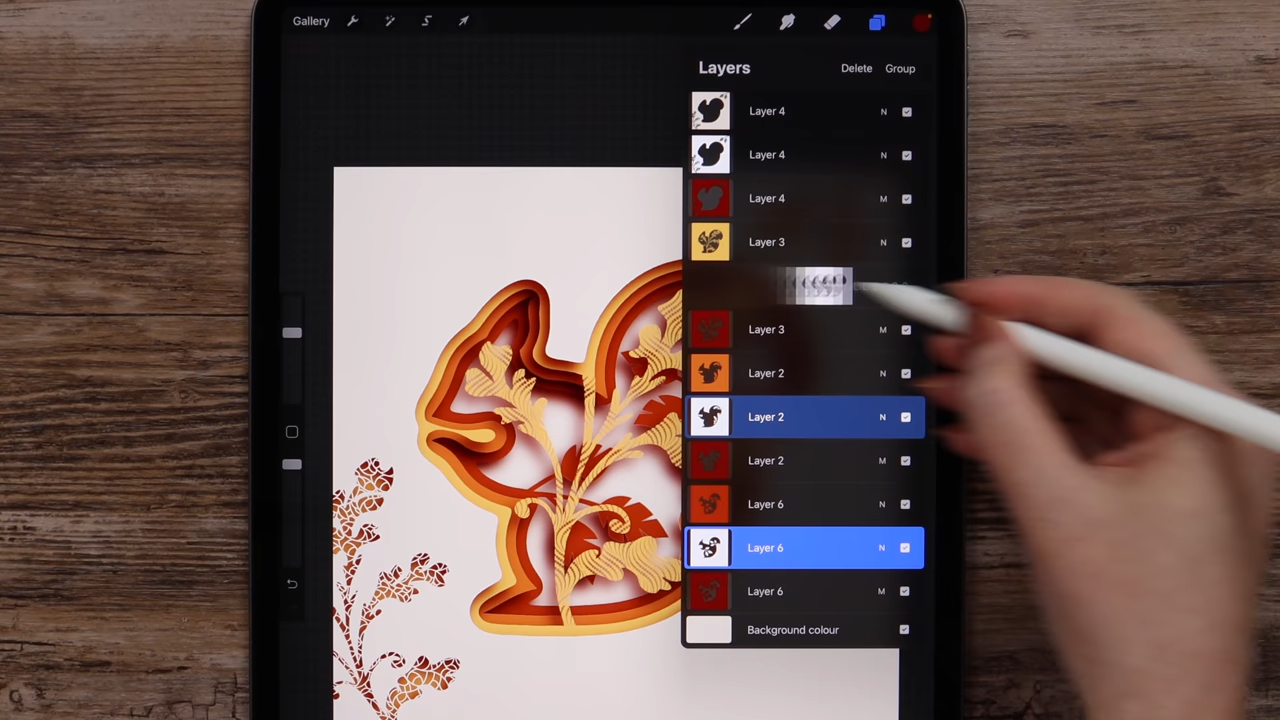 Gallery
Layers Delete Group
Layer 4 N
Layer 4 N
Layer 4 M
Layer 3 N
Layer 3 M
Layer 2 N
Layer 2 N
Layer 2 M
Layer 6 N
Layer 6 N
Layer 6 M
Background colour